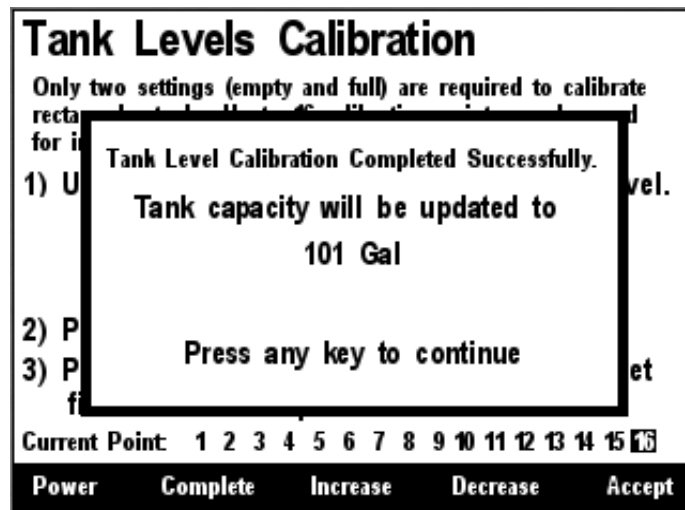 Tank Levels Calibration
Only two settings (empty and full) are required to calibrate
for
Tank Level Calibration Completed Successfully.
1)
Tank capacity will be updated to
101 Gal
2)
Press any key to continue
3)
Current Point: 1 2 3 4 5 6 7 8 9 10 11 12 13 14 15 16
Power Complete Increase Decrease Accept